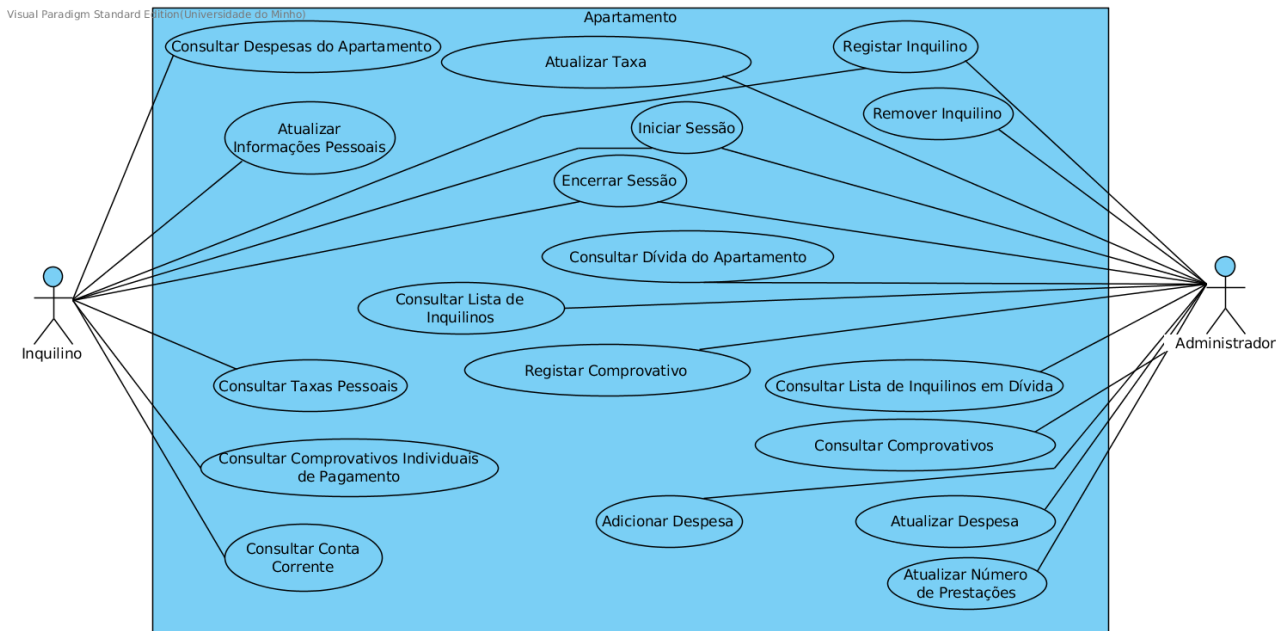 Visual Paradigm Standard Edition(Universidade do Minho)
Apartamento
Consultar Despesas do Apartamento
Atualizar Taxa
Registar Inquilino
Remover Inquilino
Atualizar
Informações Pessoais
Iniciar Sessão
Encerrar Sessão
Consultar Dívida do Apartamento
Consultar Lista de
Inquilinos
Inquilino
Administrador
Registar Comprovativo
Consultar Taxas Pessoais
Consultar Lista de Inquilinos em Dívida
Consultar Comprovativos
Consultar Comprovativos Individuais
de Pagamento
Adicionar Despesa
Atualizar Despesa
Consultar Conta
Corrente
Atualizar Número
de Prestações